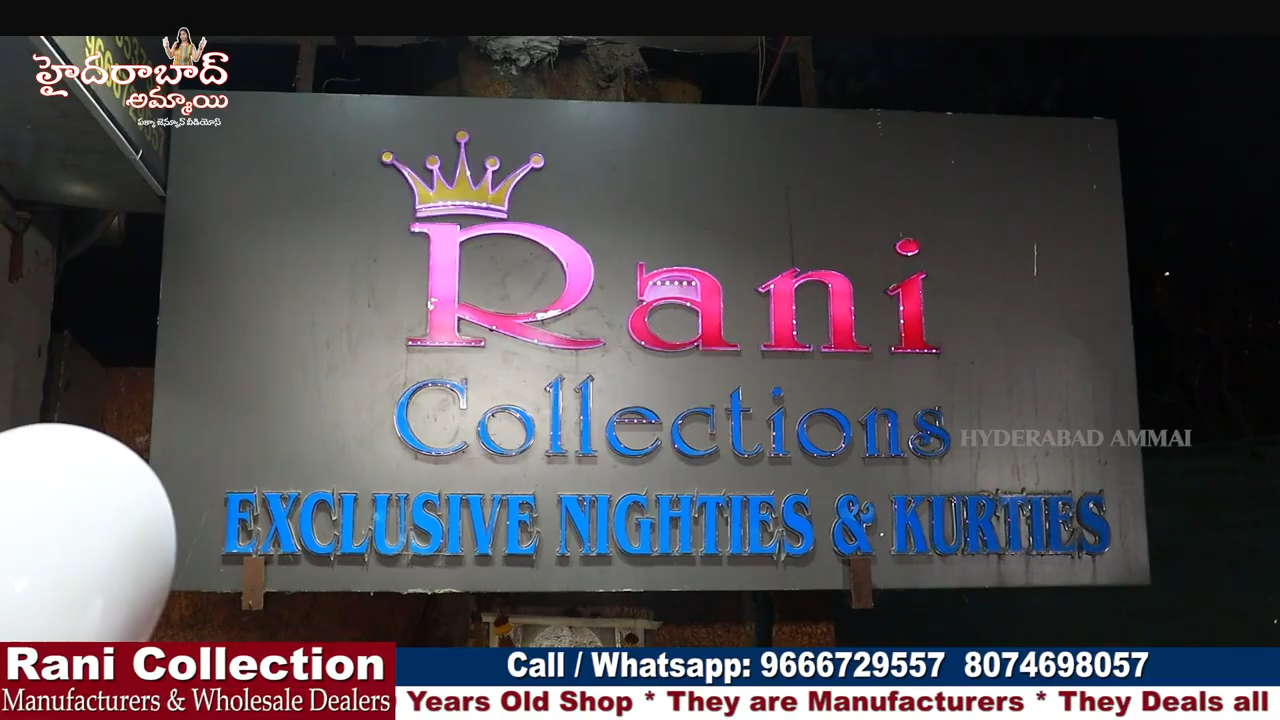 హైదరాబాద్
అమ్మాయి
పక్కా జెన్యూన్ వీడియోస్
Rani
Collections
HYDERABAD AMMAI
EXCLUSIVE NIGHTIES & KURTIES
Rani Collection
Call / Whatsapp: 9666729557 8074698057
Manufacturers & Wholesale Dealers
Years Old Shop * They are Manufacturers * They Deals all